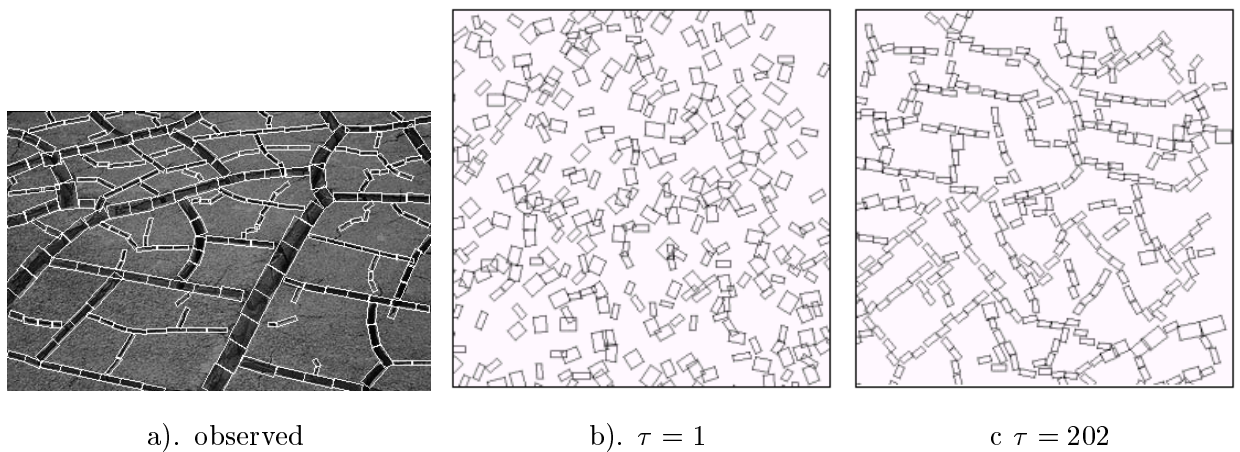 a). observed
b). τ = 1
c τ = 202